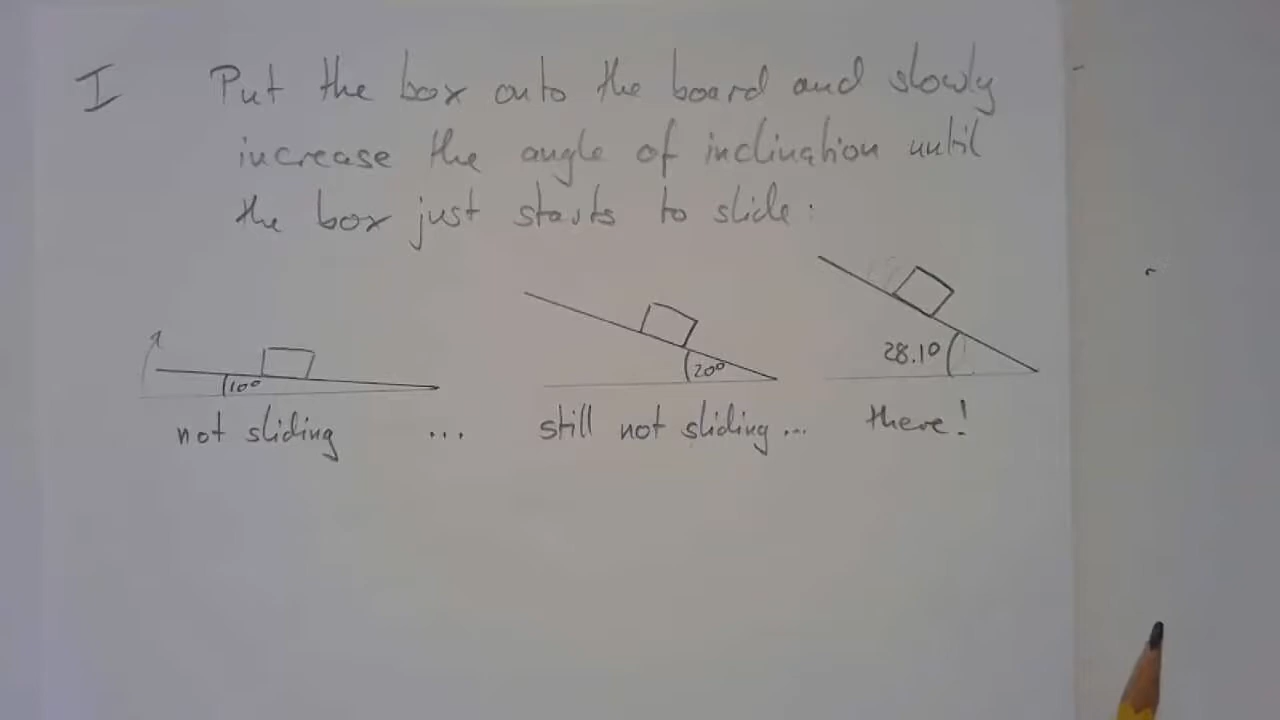 I Put the box onto the board and slowly
increase the angle of inclination until
the box just starts to slide:
10°
20°
28.1°
not sliding ... still not sliding... there!